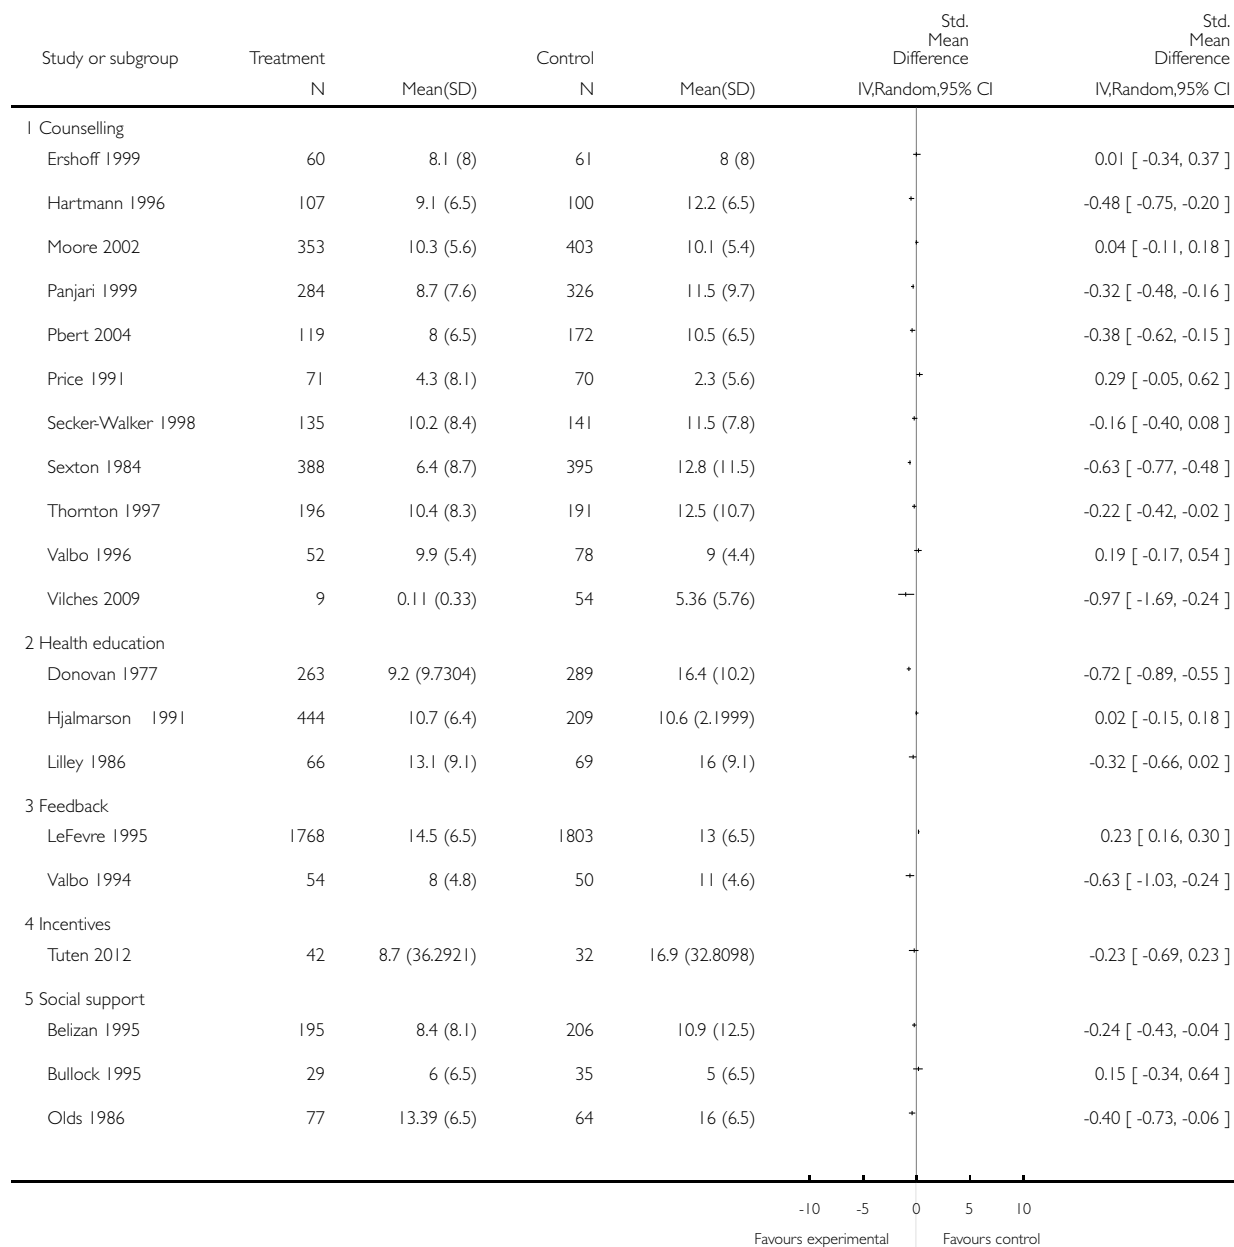 Std.
Mean
Difference
Std.
Mean
Difference
Study or subgroup Treatment Control
N Mean(SD) N Mean(SD) IV,Random,95% CI IV,Random,95% CI
1 Counselling
Ershoff 1999 60 8.1 (8) 61 8 (8) 0.01 [ -0.34, 0.37 ]
Hartmann 1996 107 9.1 (6.5) 100 12.2 (6.5) -0.48 [ -0.75, -0.20 ]
Moore 2002 353 10.3 (5.6) 403 10.1 (5.4) 0.04 [ -0.11, 0.18 ]
Panjari 1999 284 8.7 (7.6) 326 11.5 (9.7) -0.32 [ -0.48, -0.16 ]
Pbert 2004 119 8 (6.5) 172 10.5 (6.5) -0.38 [ -0.62, -0.15 ]
Price 1991 71 4.3 (8.1) 70 2.3 (5.6) 0.29 [ -0.05, 0.62 ]
Secker-Walker 1998 135 10.2 (8.4) 141 11.5 (7.8) -0.16 [ -0.40, 0.08 ]
Sexton 1984 388 6.4 (8.7) 395 12.8 (11.5) -0.63 [ -0.77, -0.48 ]
Thornton 1997 196 10.4 (8.3) 191 12.5 (10.7) -0.22 [ -0.42, -0.02 ]
Valbo 1996 52 9.9 (5.4) 78 9 (4.4) 0.19 [ -0.17, 0.54 ]
Vilches 2009 9 0.11 (0.33) 54 5.36 (5.76) -0.97 [ -1.69, -0.24 ]
2 Health education
Donovan 1977 263 9.2 (9.7304) 289 16.4 (10.2) -0.72 [ -0.89, -0.55 ]
Hjalmarson 1991 444 10.7 (6.4) 209 10.6 (2.1999) 0.02 [ -0.15, 0.18 ]
Lilley 1986 66 13.1 (9.1) 69 16 (9.1) -0.32 [ -0.66, 0.02 ]
3 Feedback
LeFevre 1995 1768 14.5 (6.5) 1803 13 (6.5) 0.23 [ 0.16, 0.30 ]
Valbo 1994 54 8 (4.8) 50 11 (4.6) -0.63 [ -1.03, -0.24 ]
4 Incentives
Tuten 2012 42 8.7 (36.2921) 32 16.9 (32.8098) -0.23 [ -0.69, 0.23 ]
5 Social support
Belizan 1995 195 8.4 (8.1) 206 10.9 (12.5) -0.24 [ -0.43, -0.04 ]
Bullock 1995 29 6 (6.5) 35 5 (6.5) 0.15 [ -0.34, 0.64 ]
Olds 1986 77 13.39 (6.5) 64 16 (6.5) -0.40 [ -0.73, -0.06 ]
-10 -5 0 5 10
Favours experimental Favours control